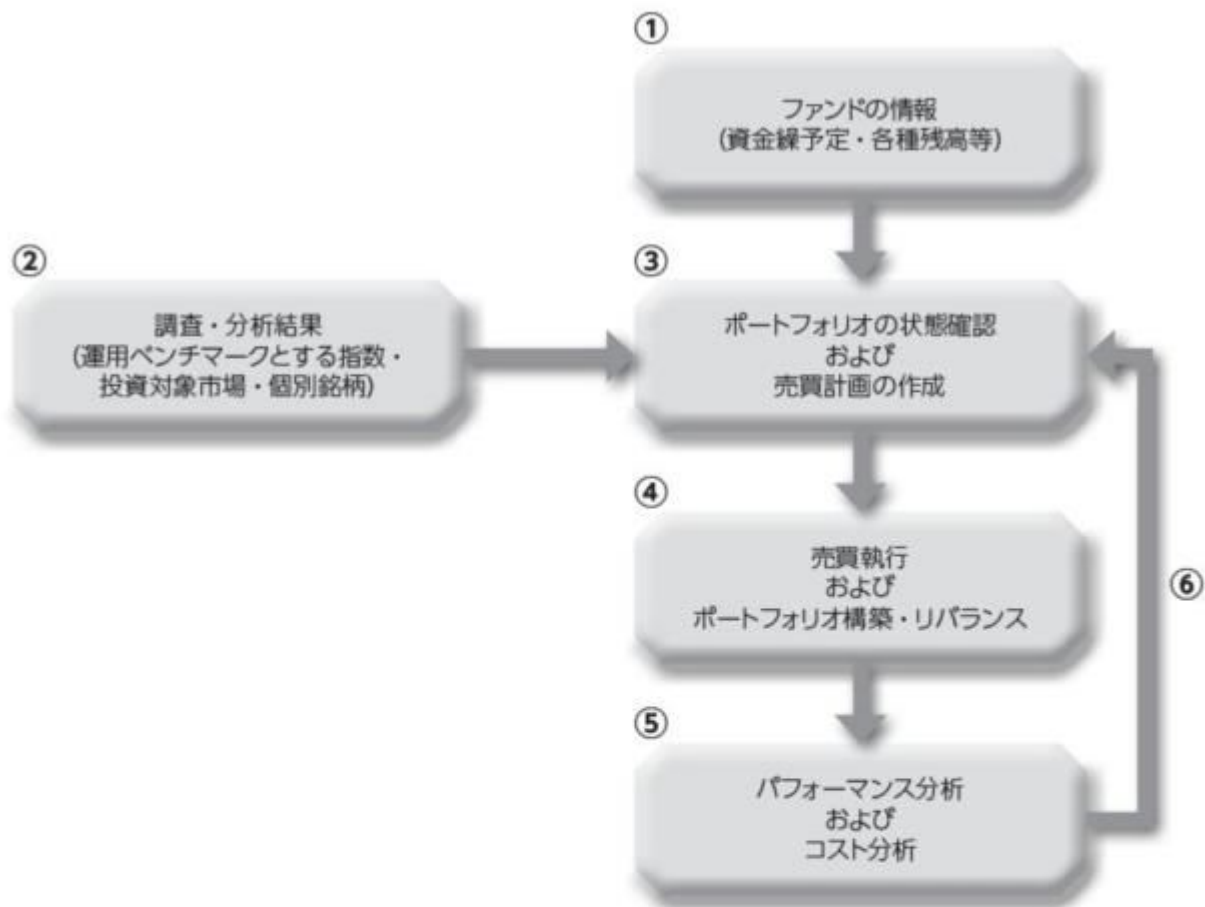 ①
ファンドの情報
(資金繰予定・各種残高等)
②
調査・分析結果
(運用ベンチマークとする指数・
投資対象市場・個別銘柄)
③
ポートフォリオの状態確認
および
売買計画の作成
④
売買執行
および
ポートフォリオ構築・リバランス
⑤
パフォーマンス分析
および
コスト分析
⑥